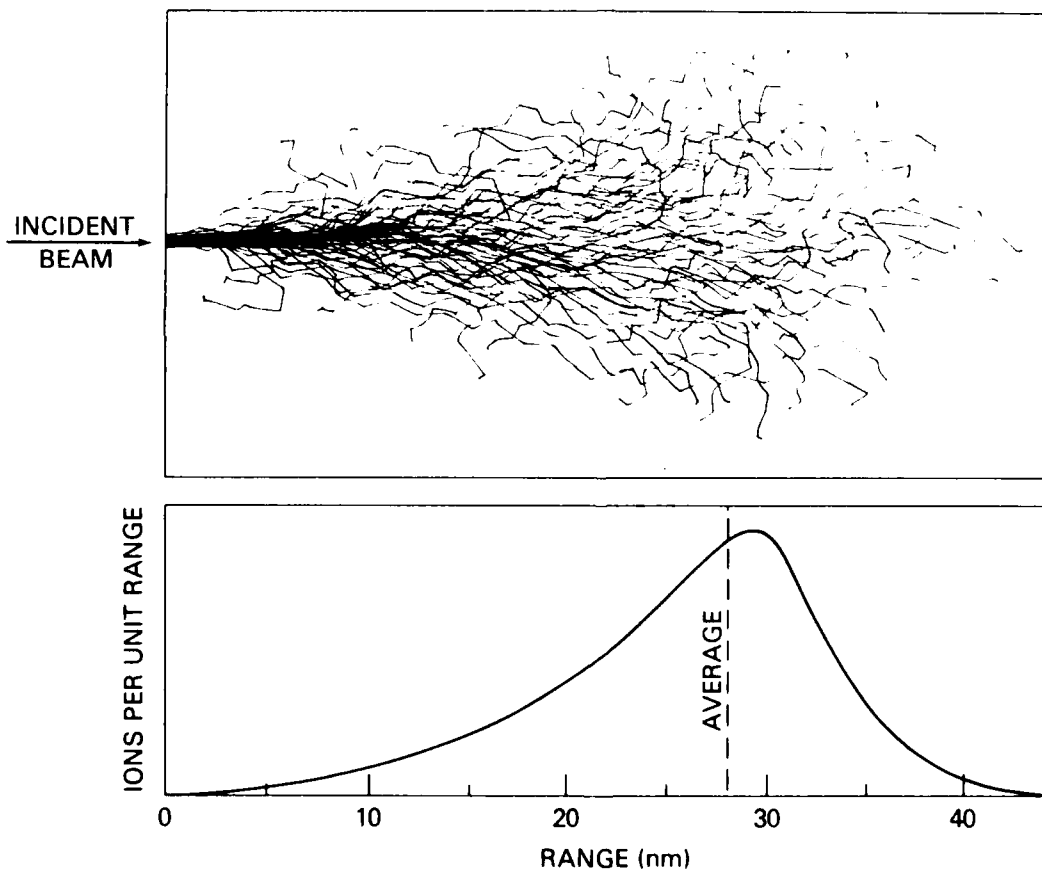 INCIDENT
BEAM
IONS PER UNIT RANGE
AVERAGE
0 10 20 30 40
RANGE (nm)